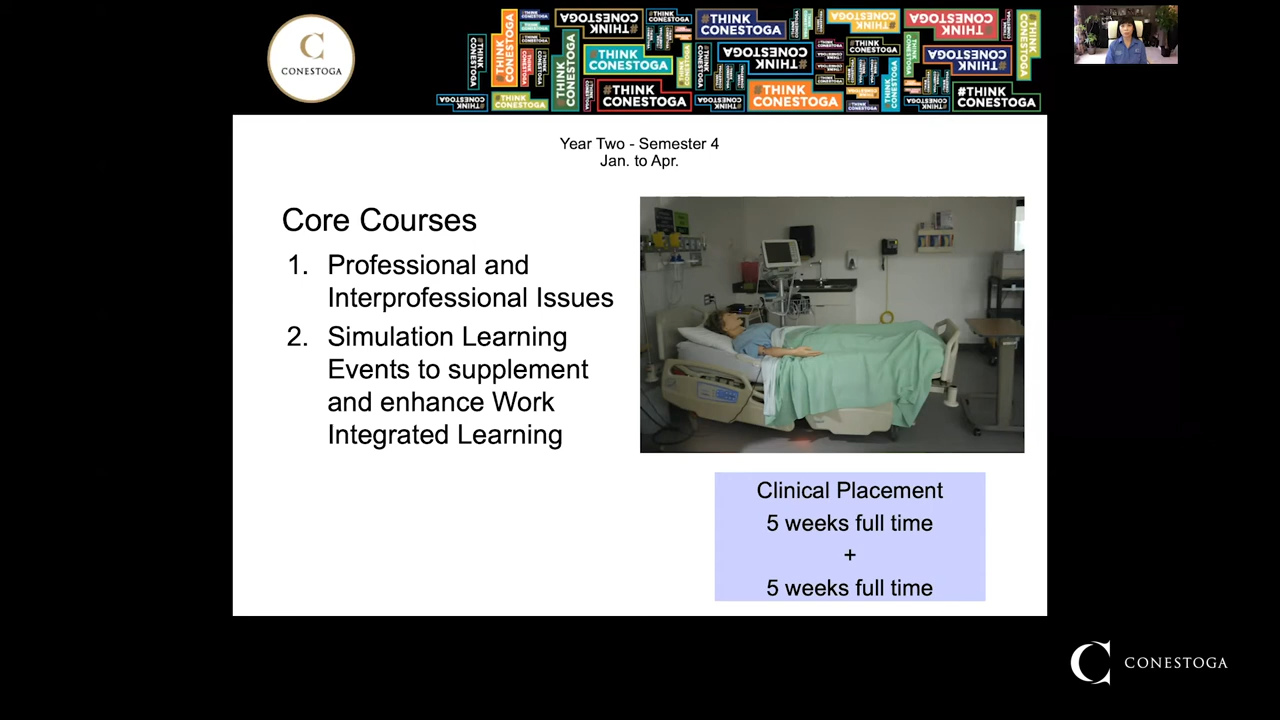 CONESTOGA
#THINK
CONESTOGA
#THINK
CONESTOGA
#THINK
CONESTOGA
#THINK
CONESTOGA
#THINK
CONESTOGA
#THINK
CONESTOGA
Year Two - Semester 4
Jan. to Apr.
Core Courses
1. Professional and
Interprofessional Issues
2. Simulation Learning
Events to supplement
and enhance Work
Integrated Learning
Clinical Placement
5 weeks full time
+
5 weeks full time
CONESTOGA